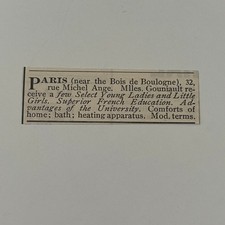 PARIS (near the Bois de Boulogne), 32,
rue Michel Ange. Mlles. Gouniault re-
ceive a few Select Young Ladies and Little
Girls. Superior French Education. Ad-
vantages of the University. Comforts of
home; bath; heating apparatus. Mod. terms.